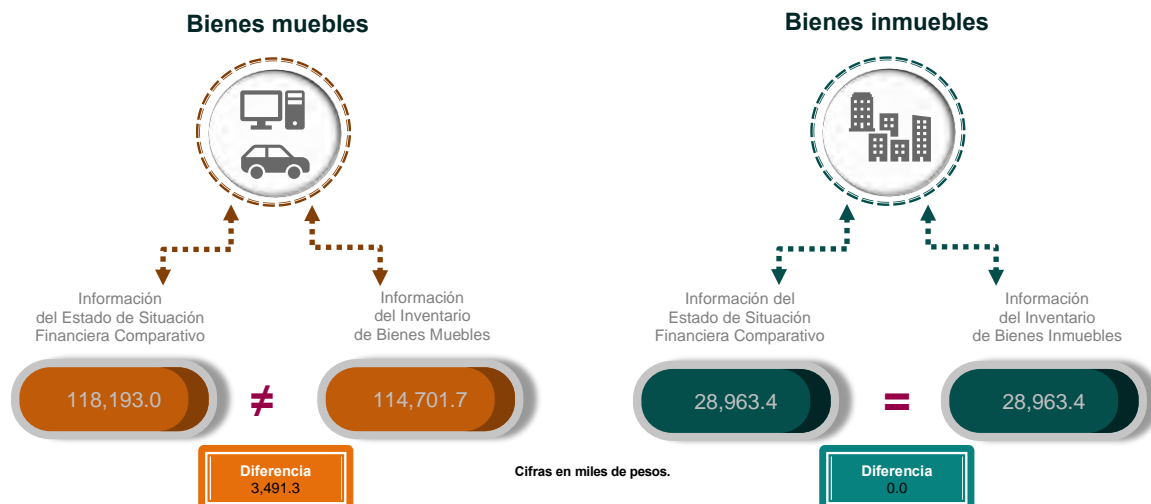 Bienes muebles
Información
del Estado de Situación
Financiera Comparativo
Información
del Inventario
de Bienes Muebles
118,193.0
≠
114,701.7
Diferencia
3,491.3
Cifras en miles de pesos.
Bienes inmuebles
Información del
Estado de Situación
Financiera Comparativo
Información
del Inventario
de Bienes Inmuebles
28,963.4
=
28,963.4
Diferencia
0.0